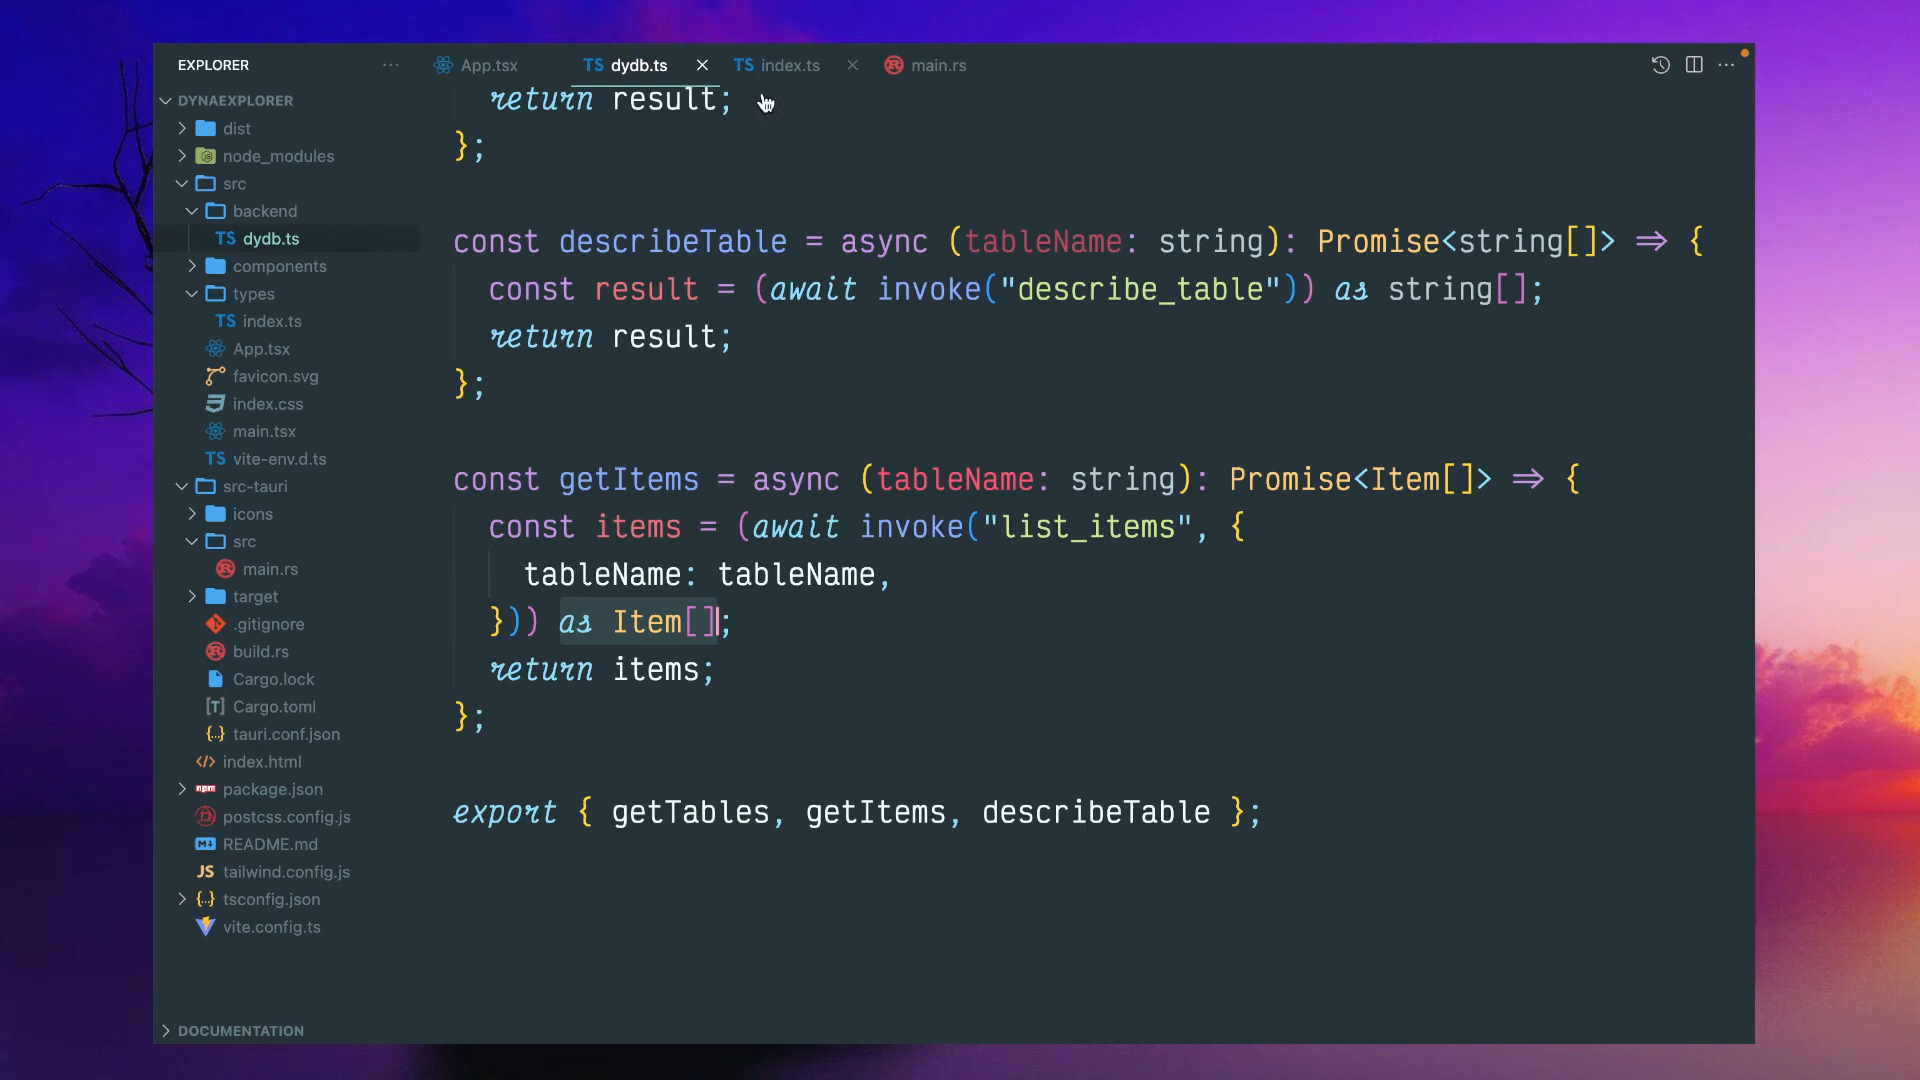 EXPLORER
DYNAEXPLORER
dist
node_modules
src
backend
TS dydb.ts
components
types
TS index.ts
App.tsx
favicon.svg
index.css
main.tsx
TS vite-env.d.ts
src-tauri
icons
src
main.rs
target
.gitignore
build.rs
Cargo.lock
[T] Cargo.toml
{..} tauri.conf.json
</> index.html
npm package.json
postcss.config.js
M↓ README.md
JS tailwind.config.js
{..} tsconfig.json
vite.config.ts
DOCUMENTATION
App.tsx TS dydb.ts TS index.ts main.rs
return result;
};
const describeTable = async (tableName: string): Promise<string[]> ⇒ {
const result = (await invoke("describe_table")) as string[];
return result;
};
const getItems = async (tableName: string): Promise<Item[]> ⇒ {
const items = (await invoke("list_items", {
tableName: tableName,
})) as Item[];
return items;
};
export { getTables, getItems, describeTable };